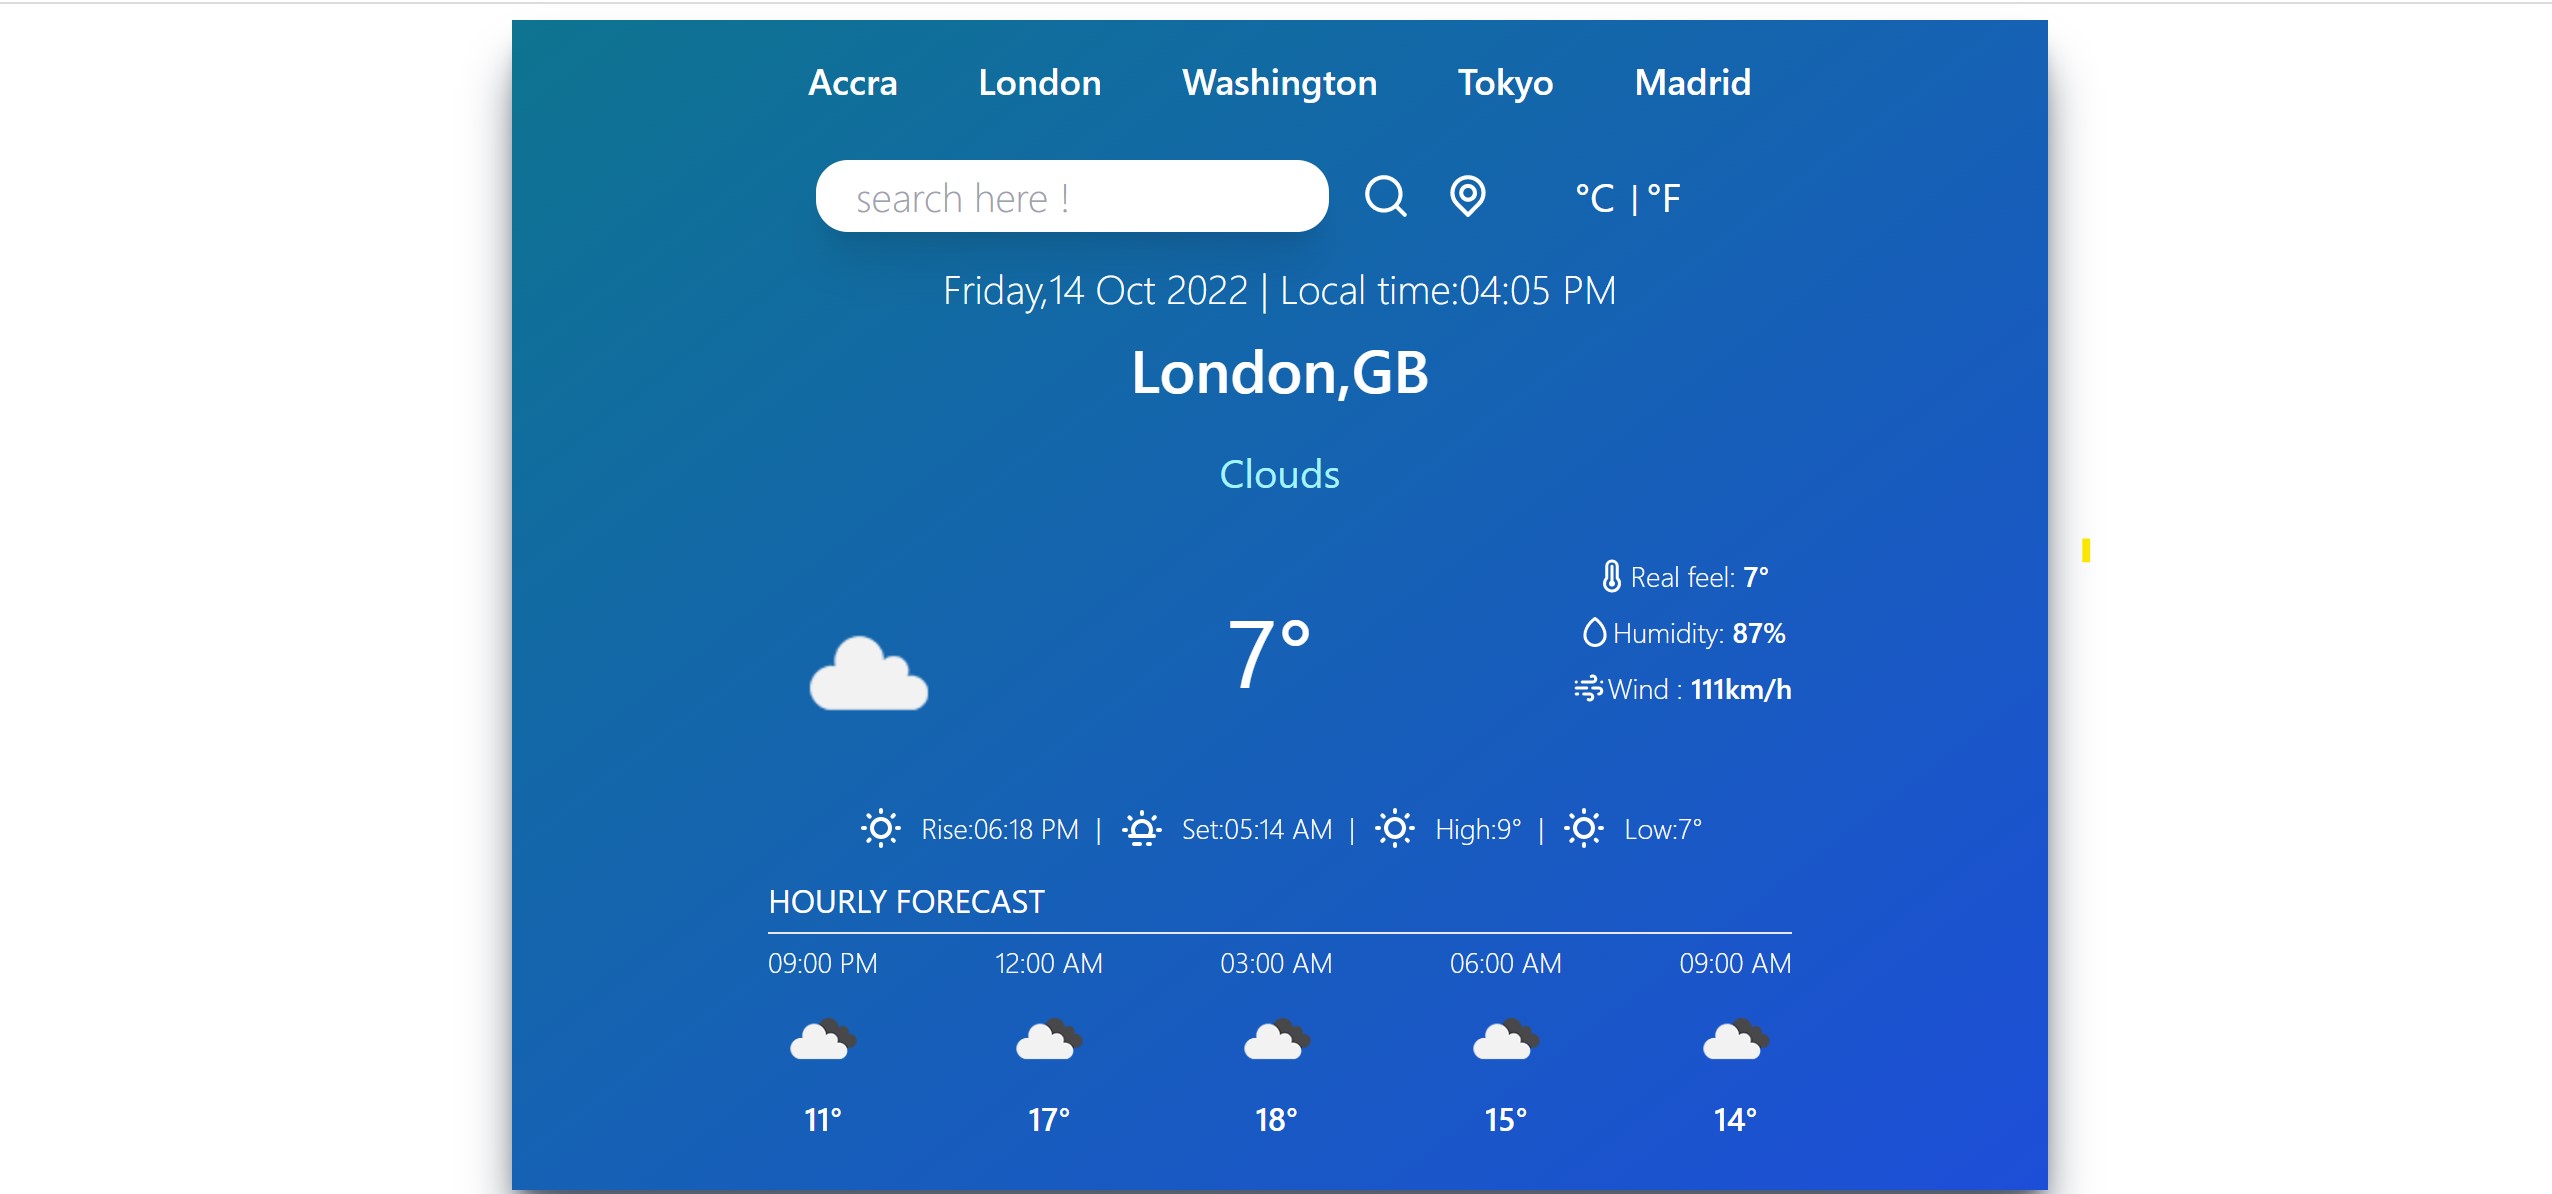 Accra London Washington Tokyo Madrid
search here !
°C | °F
Friday,14 Oct 2022 | Local time:04:05 PM
London,GB
Clouds
7°
Real feel: 7°
Humidity: 87%
Wind : 111km/h
Rise:06:18 PM | Set:05:14 AM | High:9° | Low:7°
HOURLY FORECAST
09:00 PM 12:00 AM 03:00 AM 06:00 AM 09:00 AM
11° 17° 18° 15° 14°